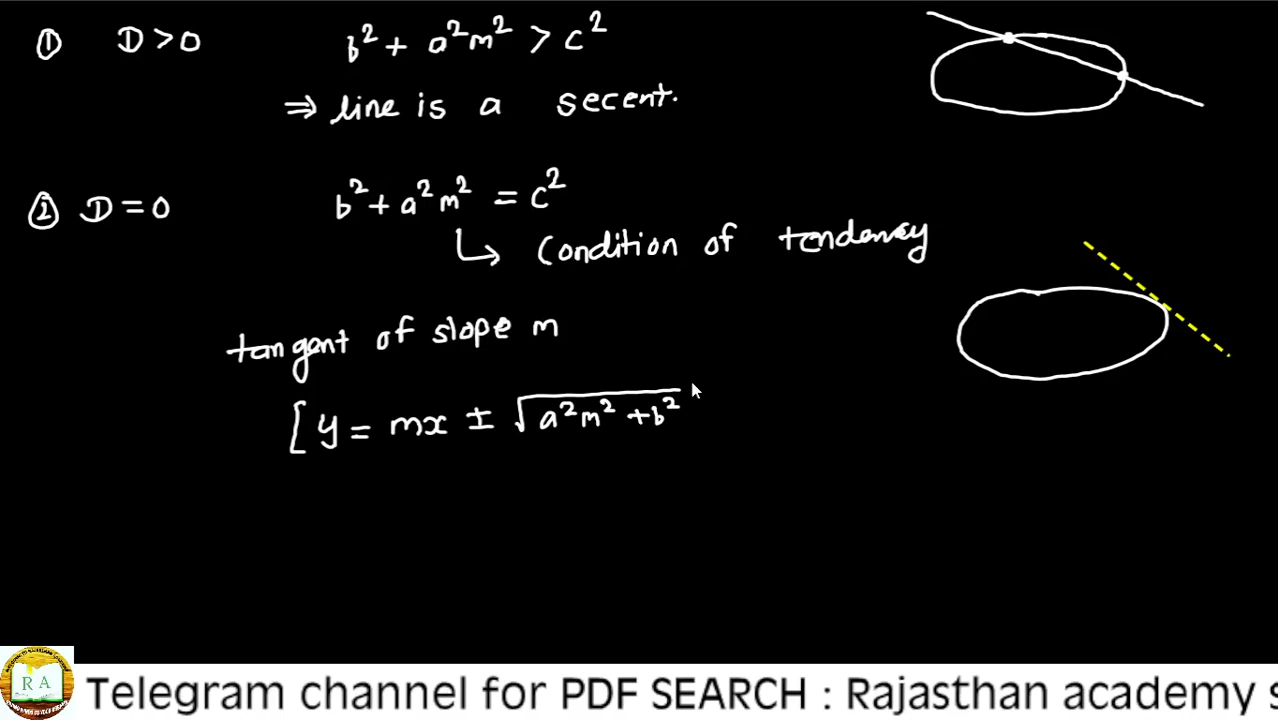 ① D > 0 b² + a²m² > c²
⇒ line is a secent.
② D = 0 b² + a²m² = c²
↳ Condition of tendency
tangent of slope m
[ y = mx ± √a²m² + b²
R A
Telegram channel for PDF SEARCH : Rajasthan academy s